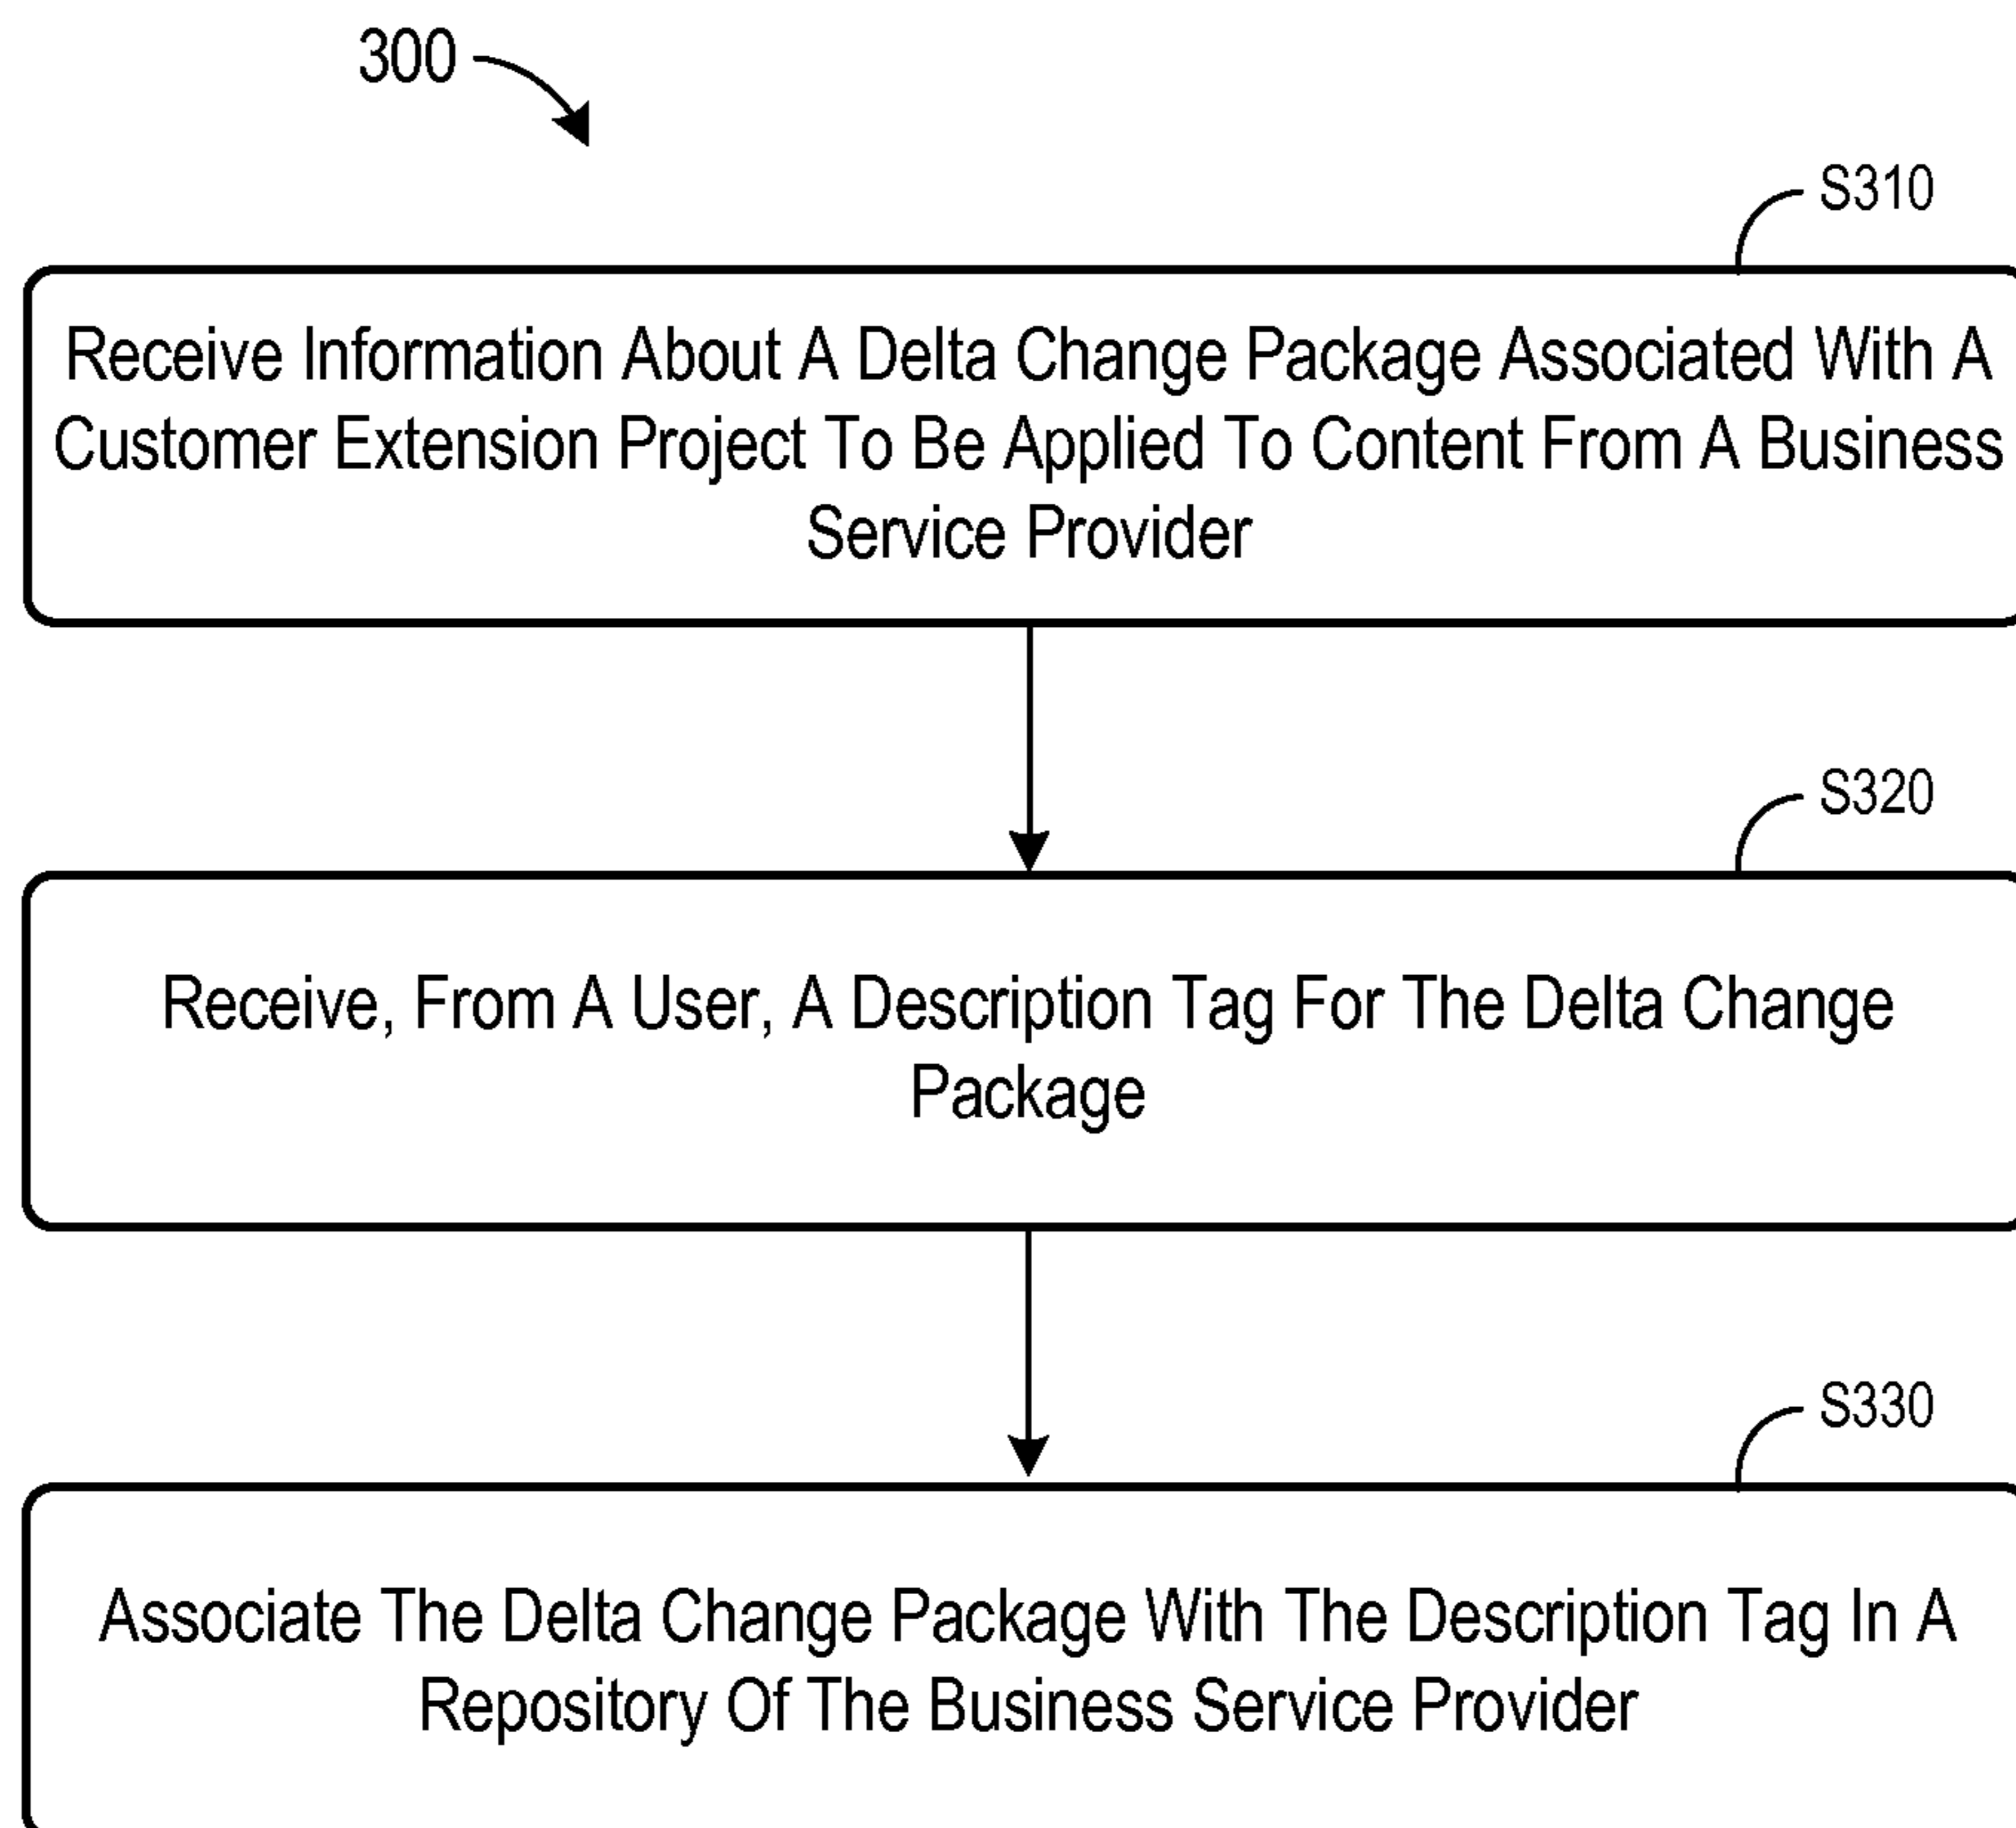 300
S310
Receive Information About A Delta Change Package Associated With A
Customer Extension Project To Be Applied To Content From A Business
Service Provider
S320
Receive, From A User, A Description Tag For The Delta Change
Package
S330
Associate The Delta Change Package With The Description Tag In A
Repository Of The Business Service Provider